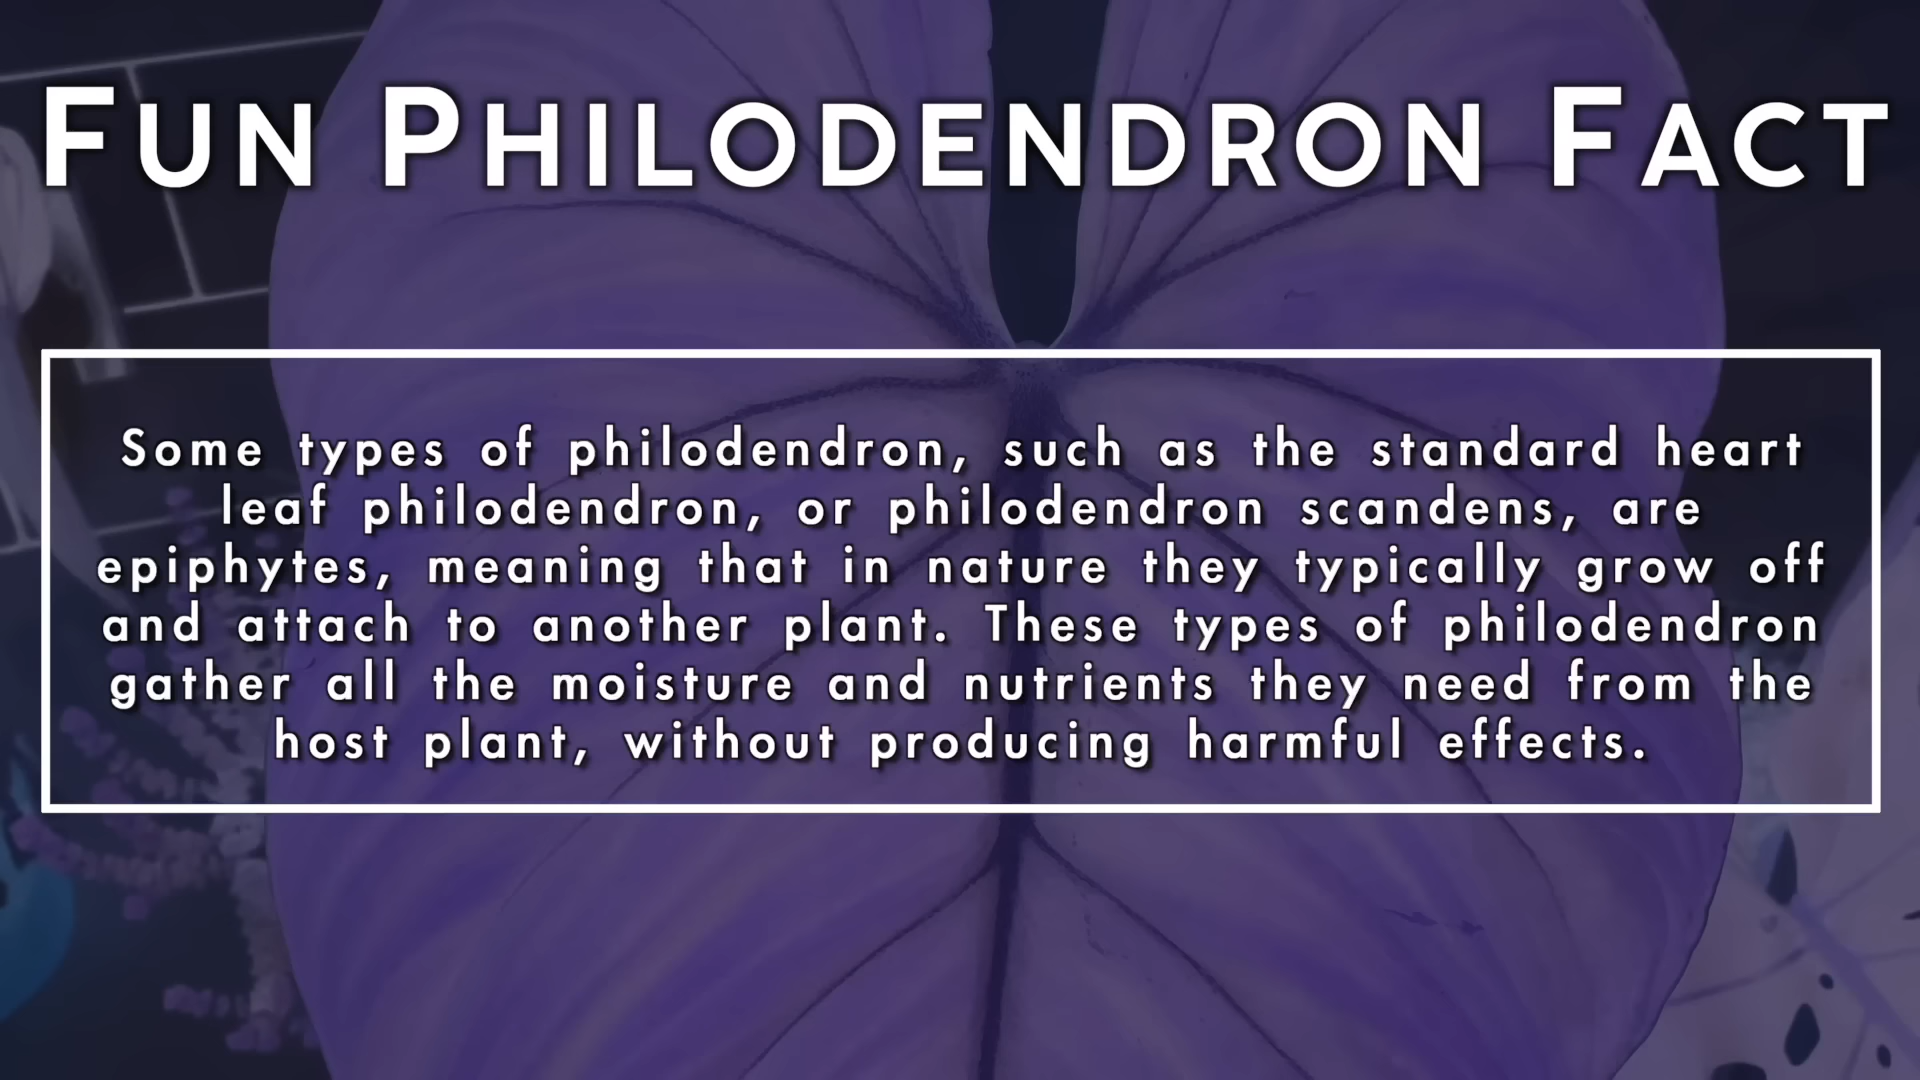 Fun Philodendron Fact
Some types of philodendron, such as the standard heart
leaf philodendron, or philodendron scandens, are
epiphytes, meaning that in nature they typically grow off
and attach to another plant. These types of philodendron
gather all the moisture and nutrients they need from the
host plant, without producing harmful effects.